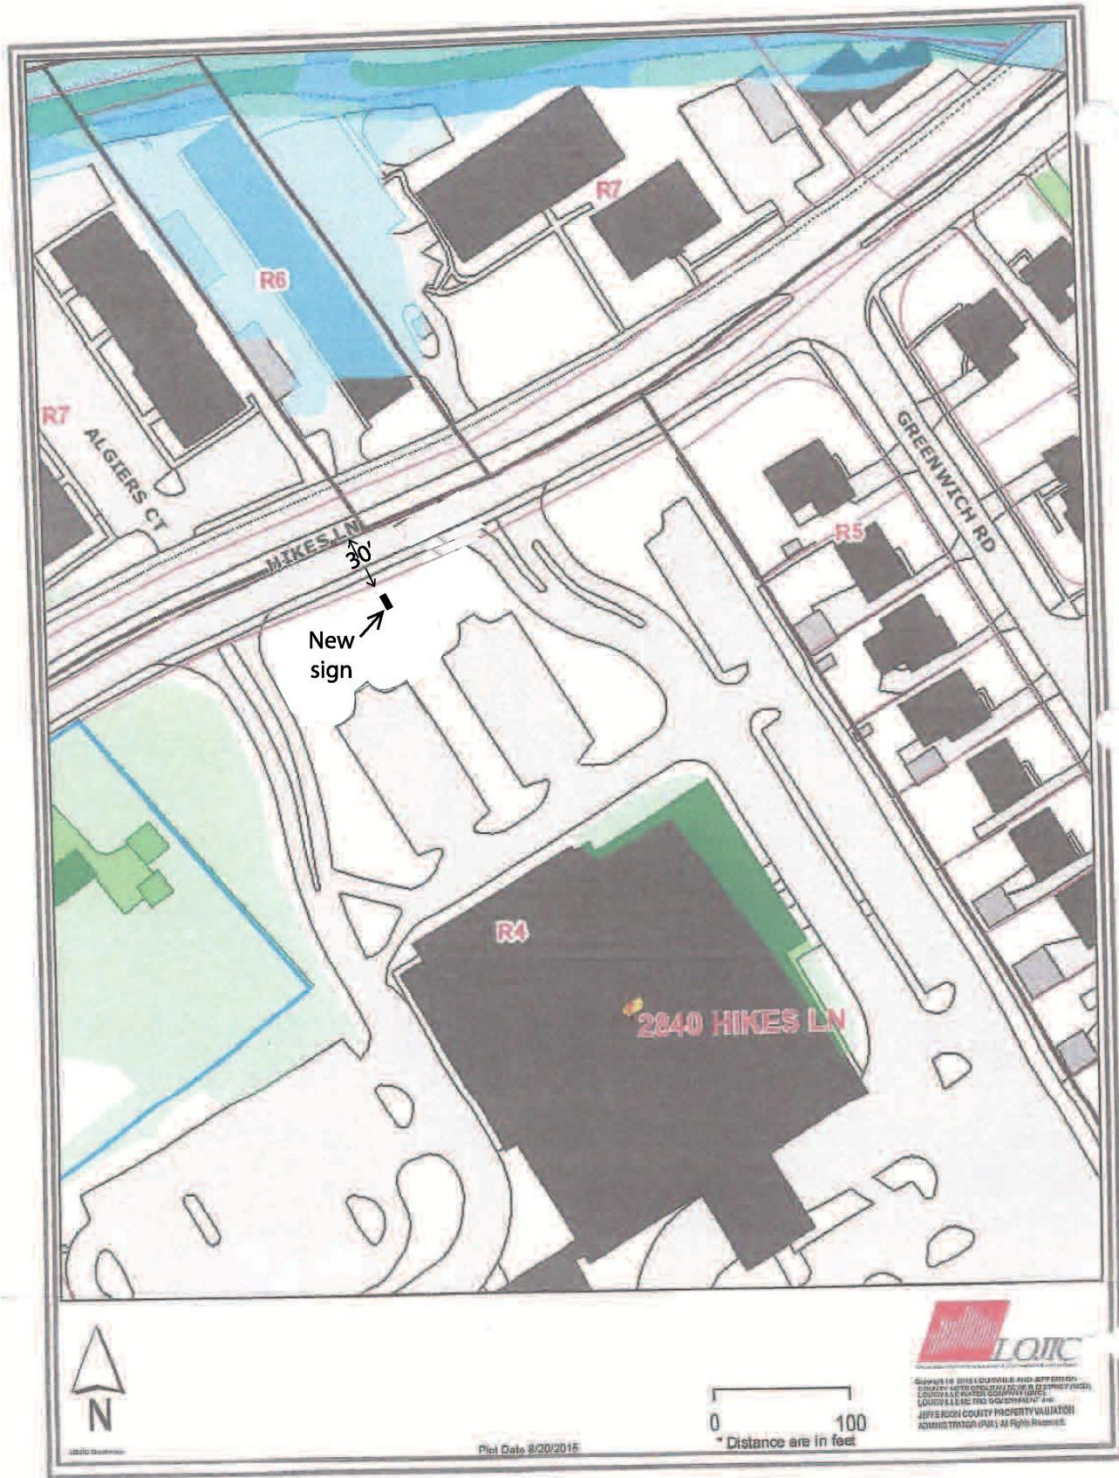 R7
R6
R7
ALGIERS CT
HIKES LN
30'
New
sign
GREENWICH RD
R5
R4
2840 HIKES LN
N
0 100
* Distance are in feet
Plot Date 8/20/2015
LOJIC
JEFFERSON COUNTY PROPERTY VALUATION
ADMINISTRATOR (PVA). All Rights Reserved.